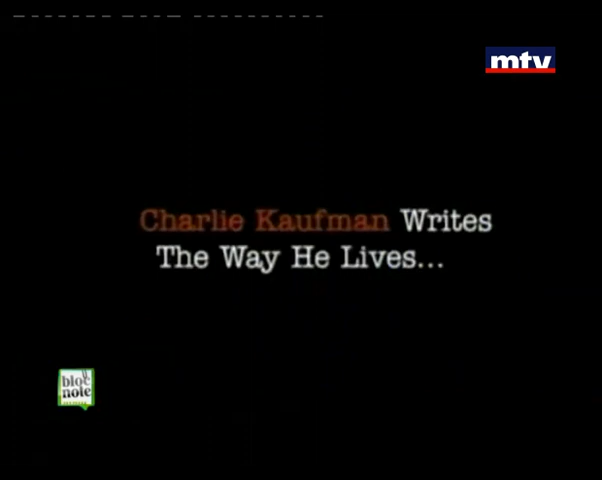 mtv
Charlie Kaufman Writes
The Way He Lives...
bloc
note